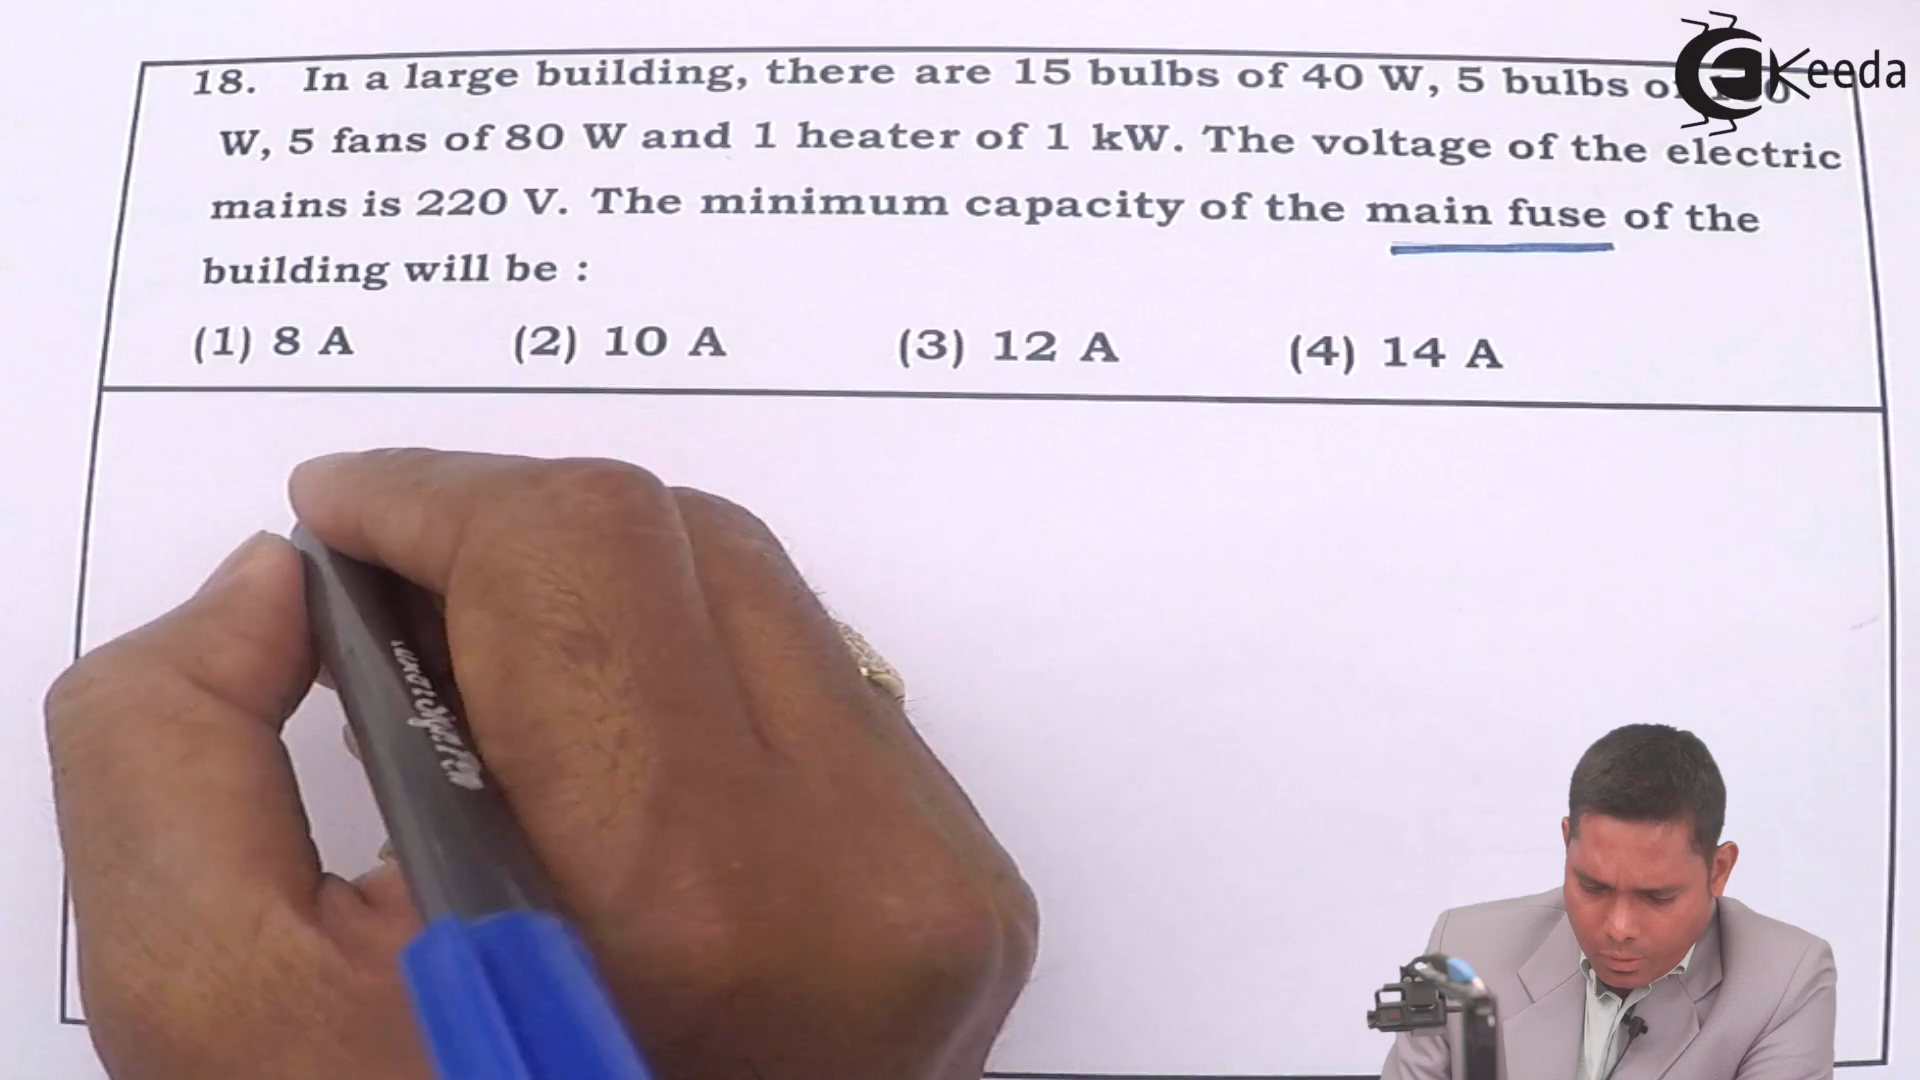 18. In a large building, there are 15 bulbs of 40 W, 5 bulbs of
W, 5 fans of 80 W and 1 heater of 1 kW. The voltage of the electric
mains is 220 V. The minimum capacity of the main fuse of the
building will be :
(1) 8 A (2) 10 A (3) 12 A (4) 14 A
eKeeda